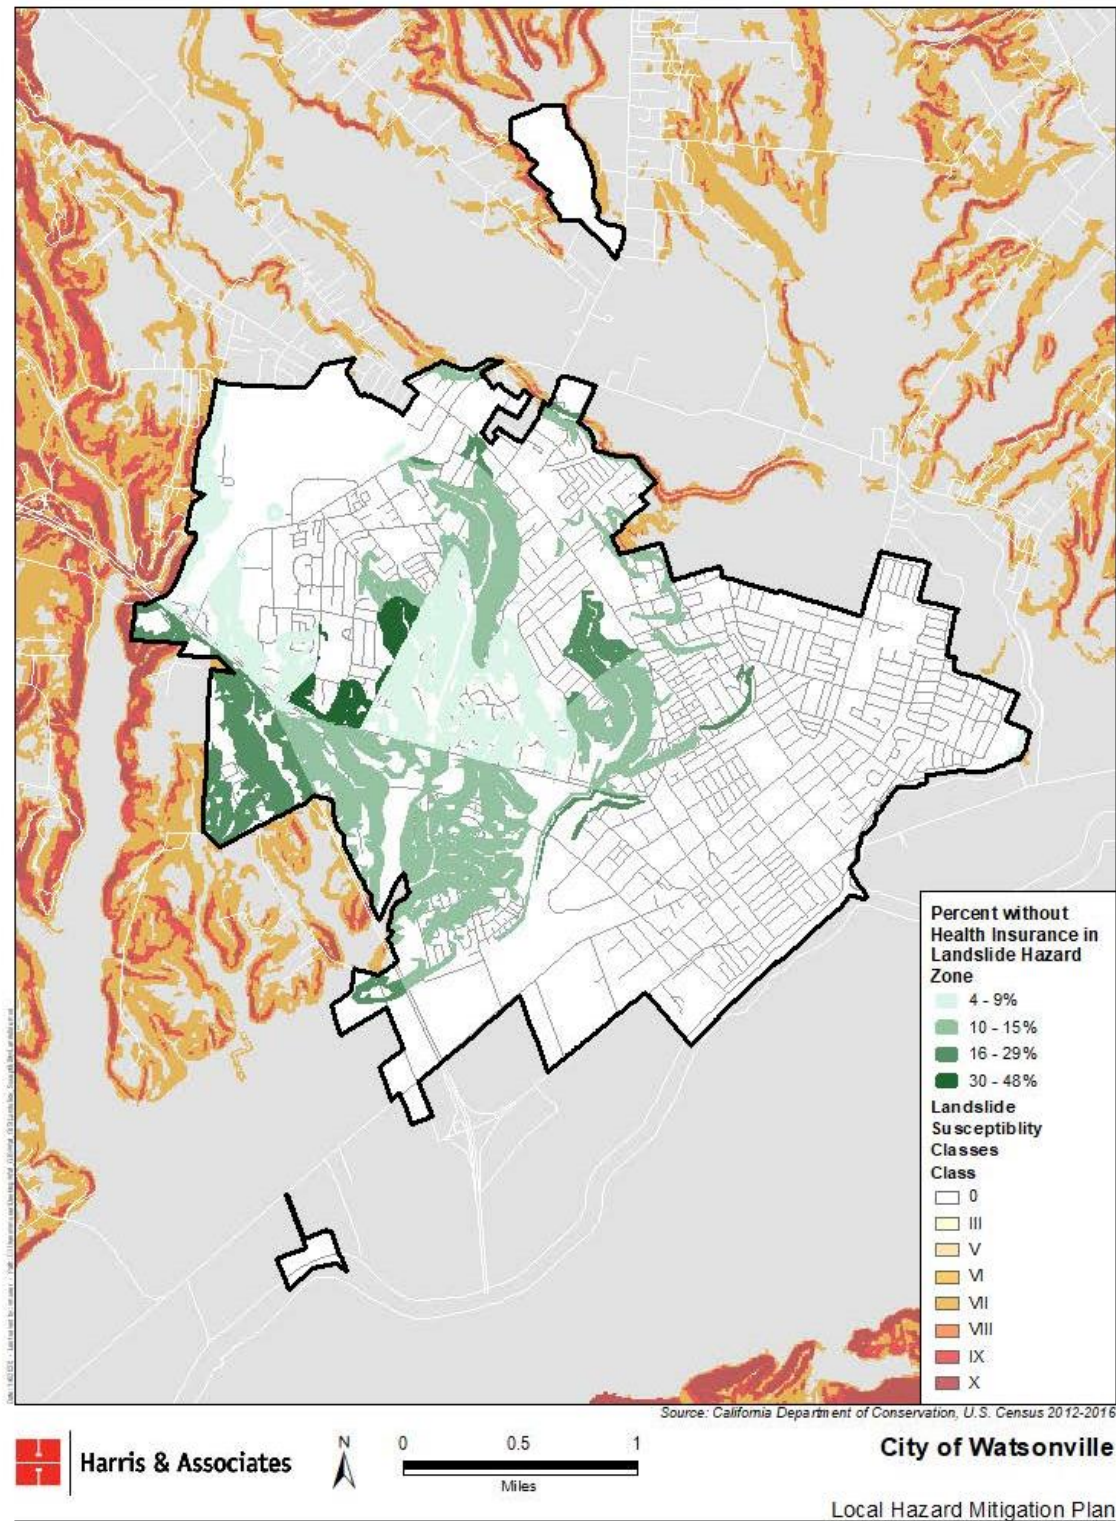 Percent without
Health Insurance in
Landslide Hazard
Zone
4 - 9%
10 - 15%
16 - 29%
30 - 48%
Landslide
Susceptiblity
Classes
Class
0
III
V
VI
VII
VIII
IX
X
Source: California Department of Conservation, U.S. Census 2012-2016
Harris & Associates
N
0 0.5 1
Miles
City of Watsonville
Local Hazard Mitigation Plan